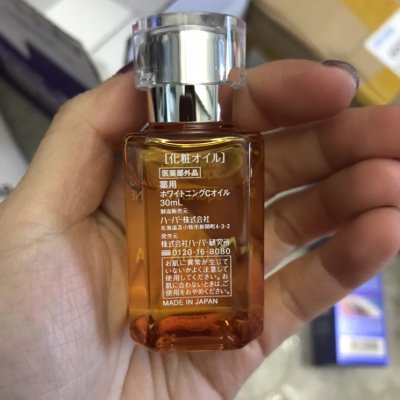 [化粧オイル]
医薬部外品
薬用
ホワイトニングCオイル
30mL
製造販売元
ハーバー株式会社
北海道苫小牧市新開町4-3-2
発売元
株式会社ハーバー研究所
0120-16-8080
お肌に異常が生じて
いないかよく注意して
使用してください。お
肌に合わないときは、ご
使用をおやめください。
MADE IN JAPAN